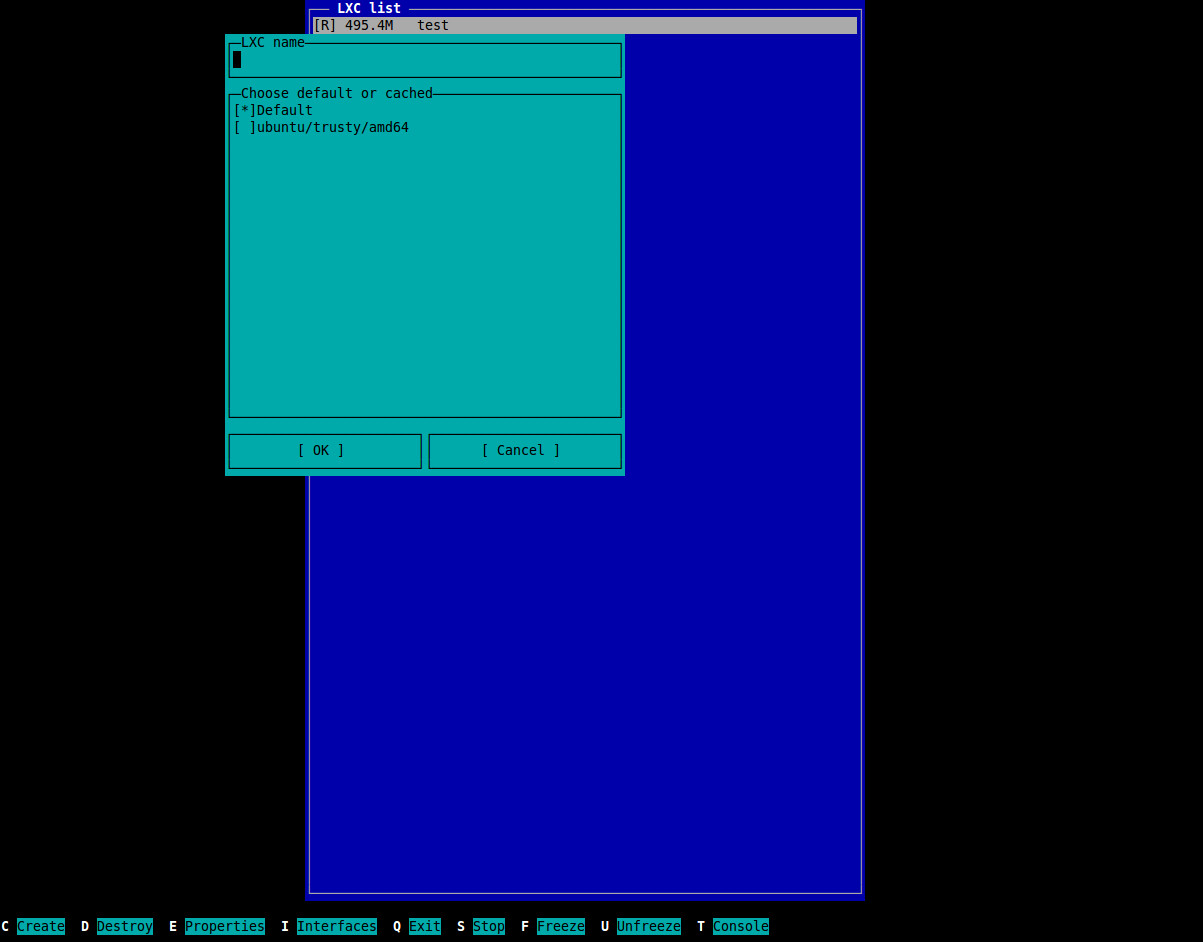 LXC list
[R] 495.4M   test
LXC name
Choose default or cached
[*]Default
[ ]ubuntu/trusty/amd64
[ OK ]   [ Cancel ]
C Create  D Destroy  E Properties  I Interfaces  Q Exit  S Stop  F Freeze  U Unfreeze  T Console